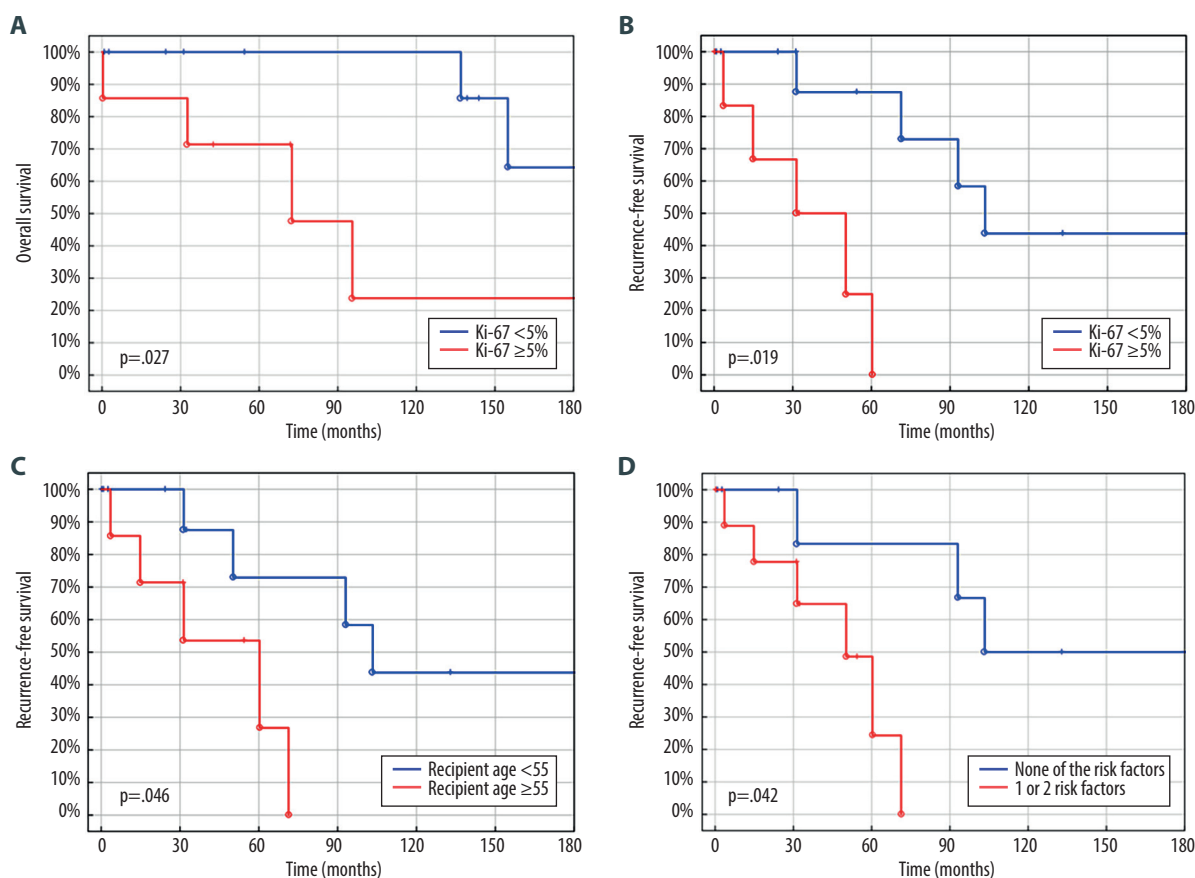 A
100%
90%
80%
70%
60%
50%
40%
30%
20%
10%
0%
Overall survival
Ki-67 <5%
Ki-67 ≥5%
p=.027
0 30 60 90 120 150 180
Time (months)
B
100%
90%
80%
70%
60%
50%
40%
30%
20%
10%
0%
Recurrence-free survival
Ki-67 <5%
Ki-67 ≥5%
p=.019
0 30 60 90 120 150 180
Time (months)
C
100%
90%
80%
70%
60%
50%
40%
30%
20%
10%
0%
Recurrence-free survival
Recipient age <55
Recipient age ≥55
p=.046
0 30 60 90 120 150 180
Time (months)
D
100%
90%
80%
70%
60%
50%
40%
30%
20%
10%
0%
Recurrence-free survival
None of the risk factors
1 or 2 risk factors
p=.042
0 30 60 90 120 150 180
Time (months)